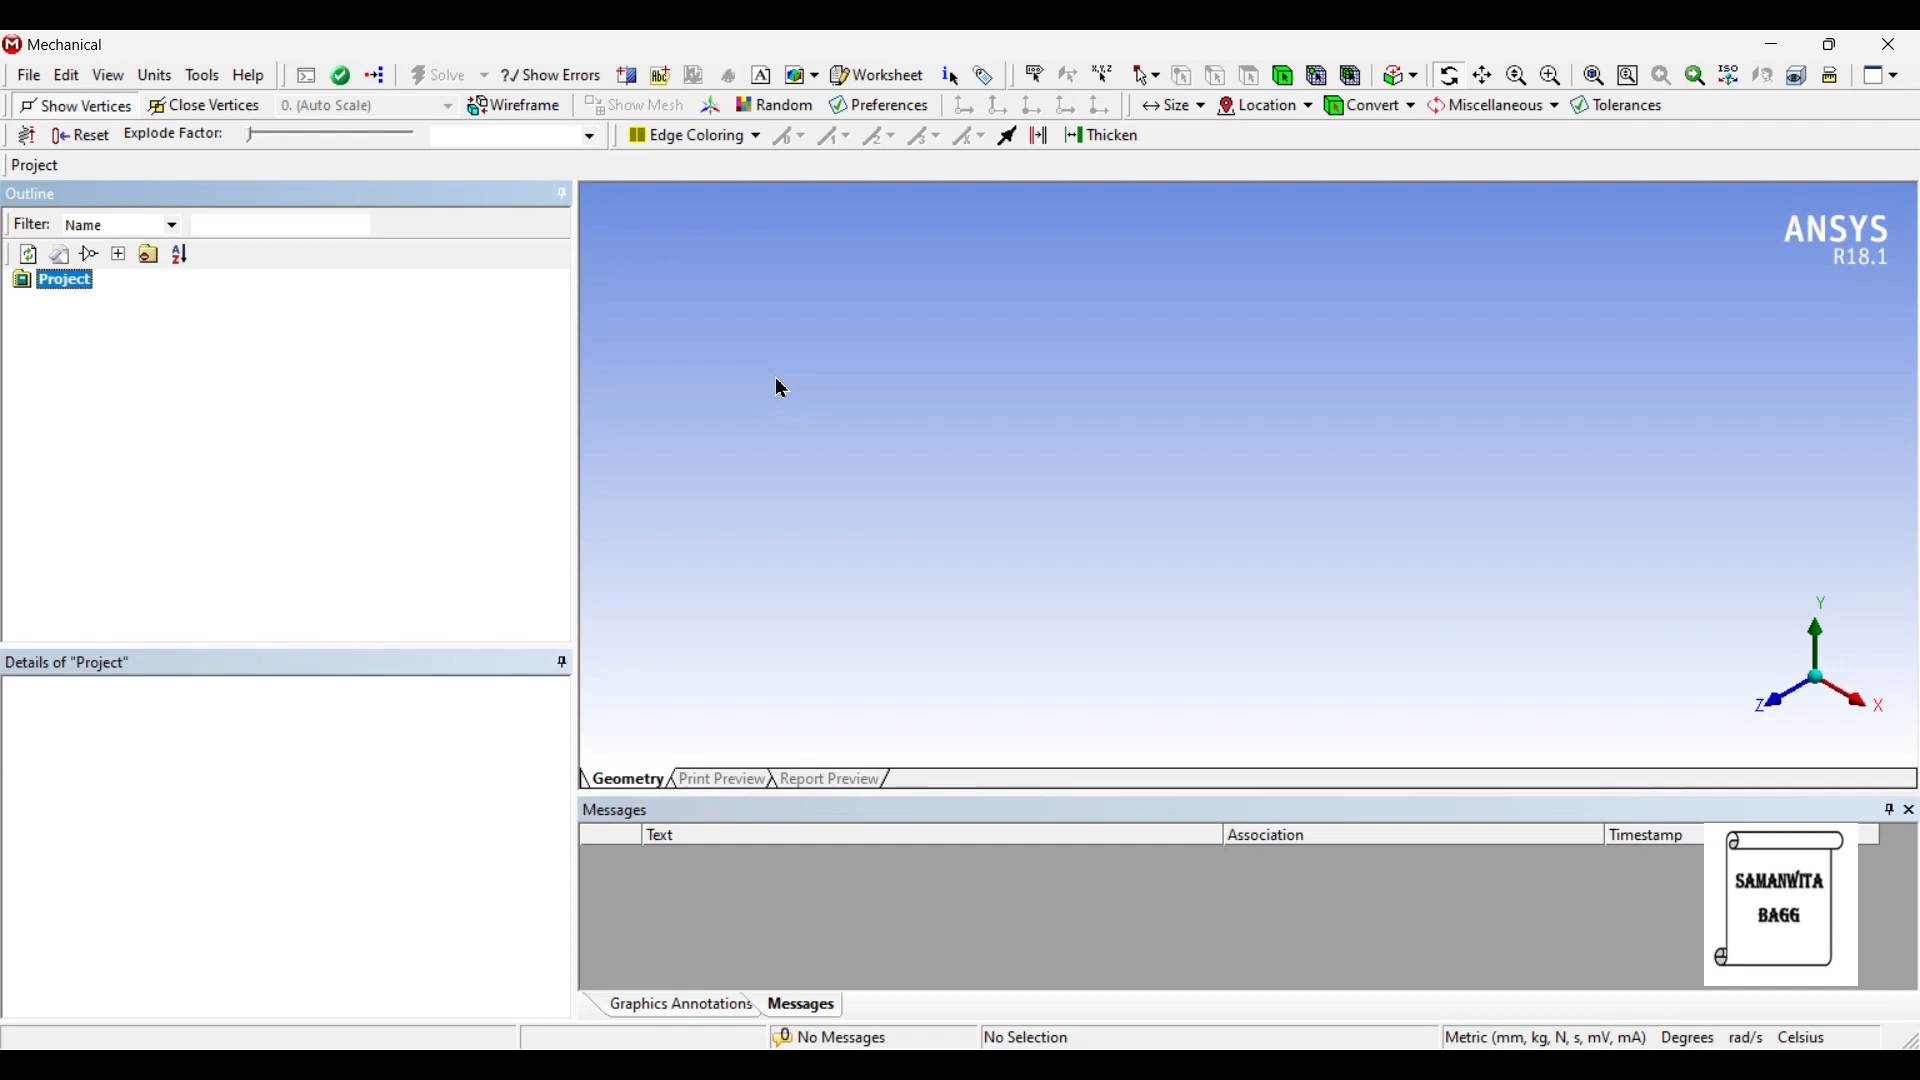 Mechanical
File Edit View Units Tools Help Solve ?/ Show Errors Worksheet
Show Vertices Close Vertices 0. (Auto Scale) Wireframe Show Mesh Random Preferences Size Location Convert Miscellaneous Tolerances
Reset Explode Factor: Edge Coloring Thicken
Project
Outline
Filter: Name
Project
ANSYS
R18.1
Y
Z X
Details of "Project"
Geometry Print Preview Report Preview
Messages
Text Association Timestamp
SAMANWITA
BAGG
Graphics Annotations Messages
0 No Messages No Selection Metric (mm, kg, N, s, mV, mA) Degrees rad/s Celsius